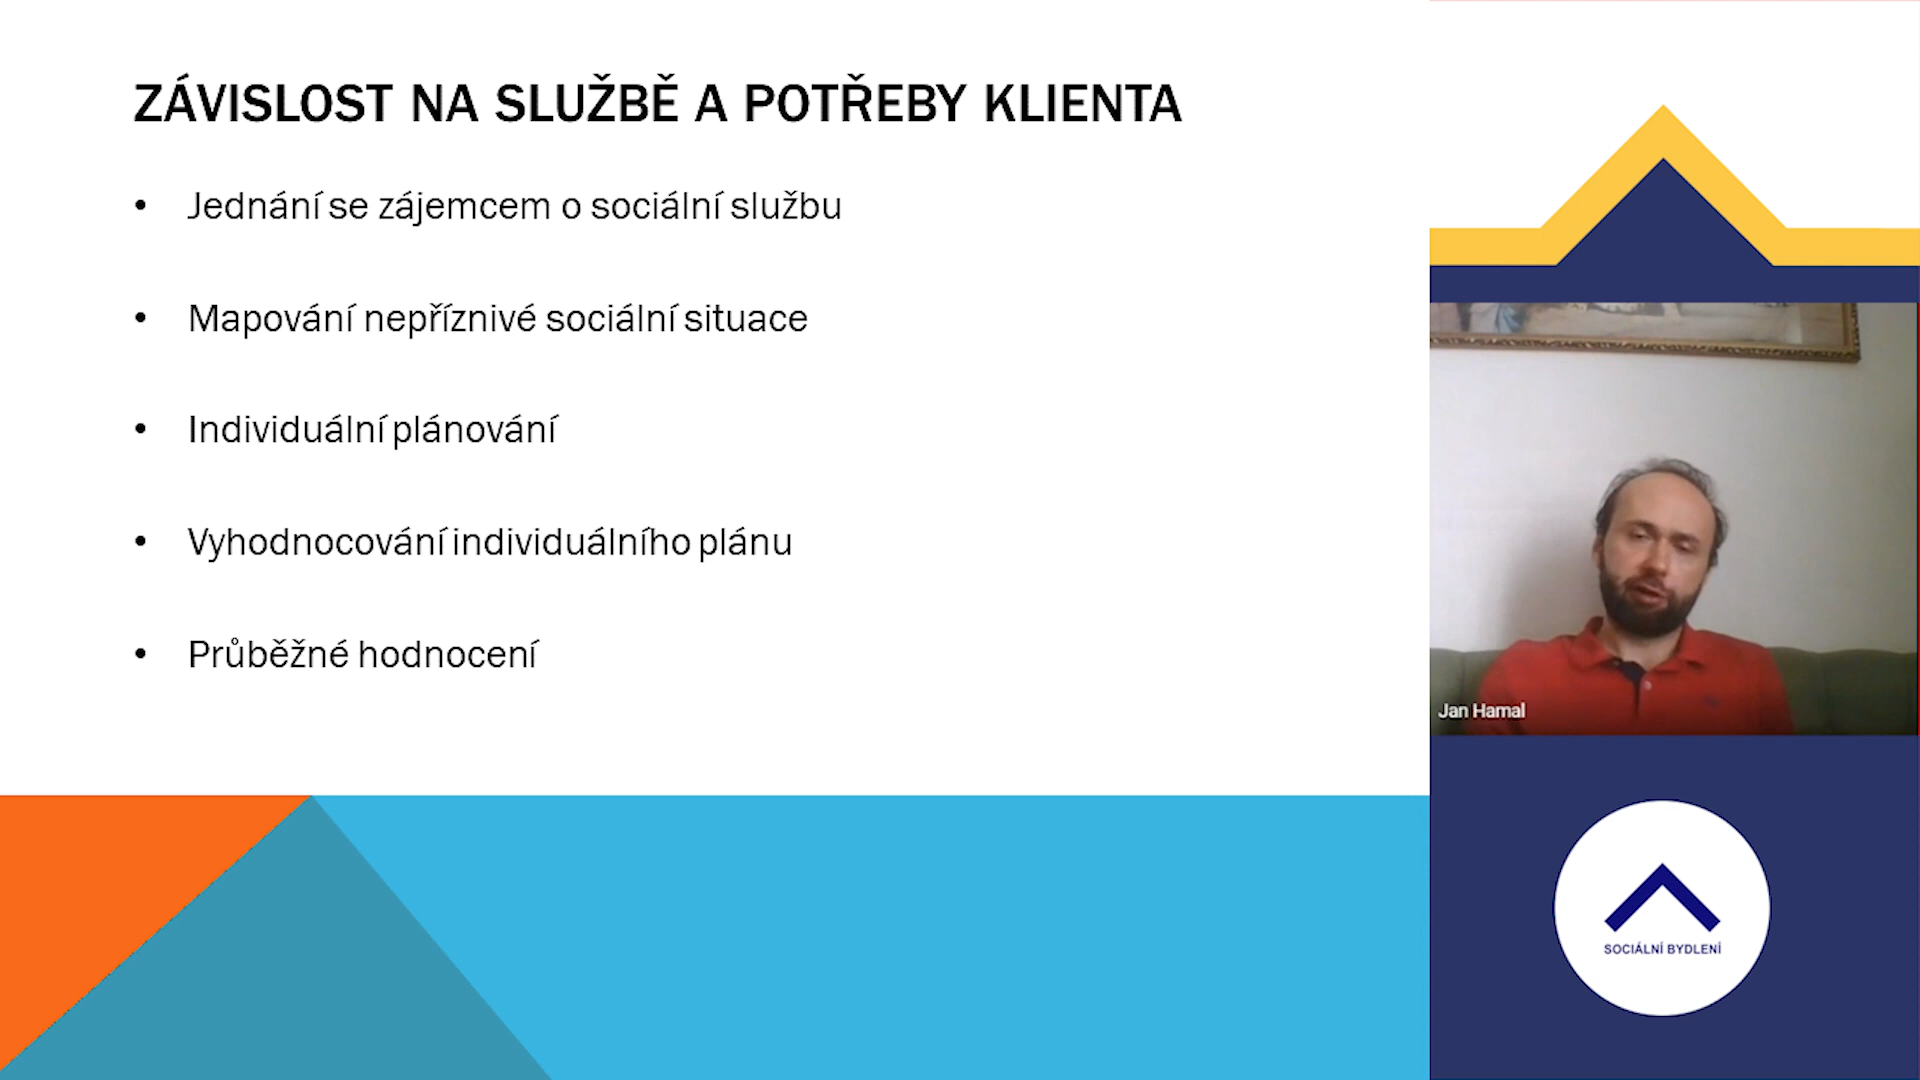 ZÁVISLOST NA SLUŽBĚ A POTŘEBY KLIENTA
• Jednání se zájemcem o sociální službu
• Mapování nepříznivé sociální situace
• Individuální plánování
• Vyhodnocování individuálního plánu
• Průběžné hodnocení
Jan Hamal
SOCIÁLNÍ BYDLENÍ